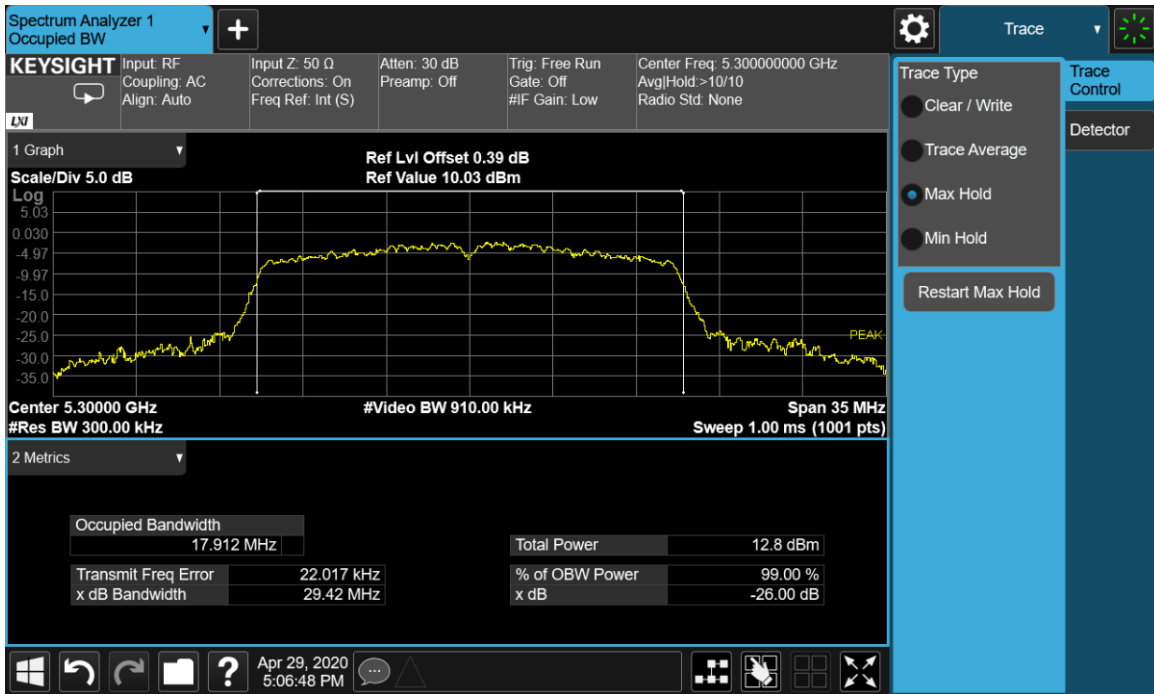 Spectrum Analyzer 1
Occupied BW
Trace
KEYSIGHT
LXI
Input: RF
Coupling: AC
Align: Auto
Input Z: 50 Ω
Corrections: On
Freq Ref: Int (S)
Atten: 30 dB
Preamp: Off
Trig: Free Run
Gate: Off
#IF Gain: Low
Center Freq: 5.300000000 GHz
Avg|Hold:>10/10
Radio Std: None
Trace Type
Clear / Write
Trace Average
Max Hold
Min Hold
Restart Max Hold
Trace
Control
Detector
1 Graph
Scale/Div 5.0 dB
Ref Lvl Offset 0.39 dB
Ref Value 10.03 dBm
Log
5.03
0.030
-4.97
-9.97
-15.0
-20.0
-25.0
-30.0
-35.0
PEAK
Center 5.30000 GHz
#Res BW 300.00 kHz
#Video BW 910.00 kHz
Span 35 MHz
Sweep 1.00 ms (1001 pts)
2 Metrics
Occupied Bandwidth
17.912 MHz
Total Power 12.8 dBm
Transmit Freq Error 22.017 kHz
% of OBW Power 99.00 %
x dB Bandwidth 29.42 MHz
x dB -26.00 dB
?
Apr 29, 2020
5:06:48 PM